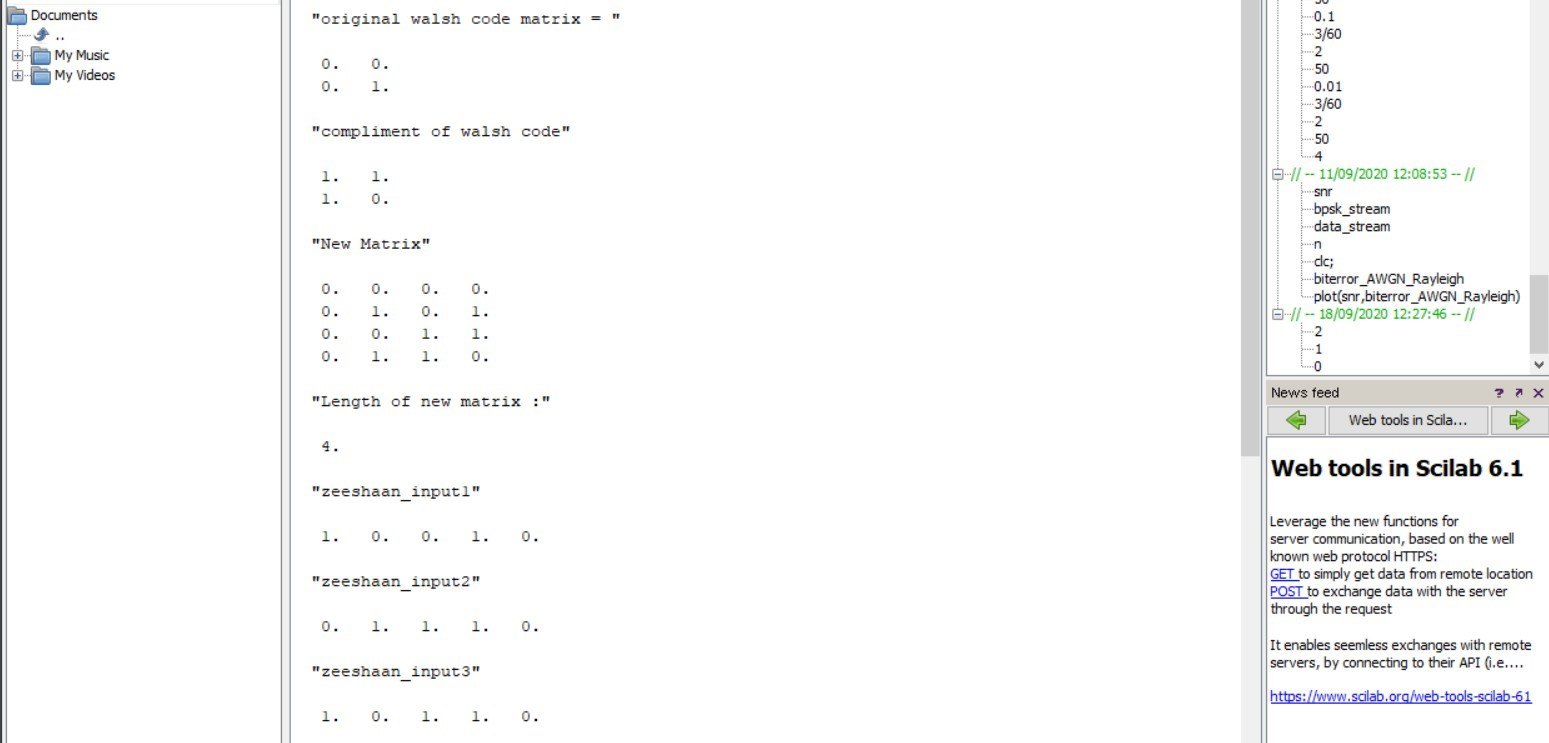 Documents
..
My Music
My Videos
"original walsh code matrix = "
0. 0.
0. 1.
"compliment of walsh code"
1. 1.
1. 0.
"New Matrix"
0. 0. 0. 0.
0. 1. 0. 1.
0. 0. 1. 1.
0. 1. 1. 0.
"Length of new matrix :"
4.
"zeeshaan_input1"
1. 0. 0. 1. 0.
"zeeshaan_input2"
0. 1. 1. 1. 0.
"zeeshaan_input3"
1. 0. 1. 1. 0.
0.1
3/60
2
50
0.01
3/60
2
50
4
// -- 11/09/2020 12:08:53 -- //
snr
bpsk_stream
data_stream
n
clc;
biterror_AWGN_Rayleigh
plot(snr,biterror_AWGN_Rayleigh)
// -- 18/09/2020 12:27:46 -- //
2
1
0
News feed
Web tools in Scila...
Web tools in Scilab 6.1
Leverage the new functions for
server communication, based on the well
known web protocol HTTPS:
GET to simply get data from remote location
POST to exchange data with the server
through the request
It enables seemless exchanges with remote
servers, by connecting to their API (i.e....
https://www.scilab.org/web-tools-scilab-61